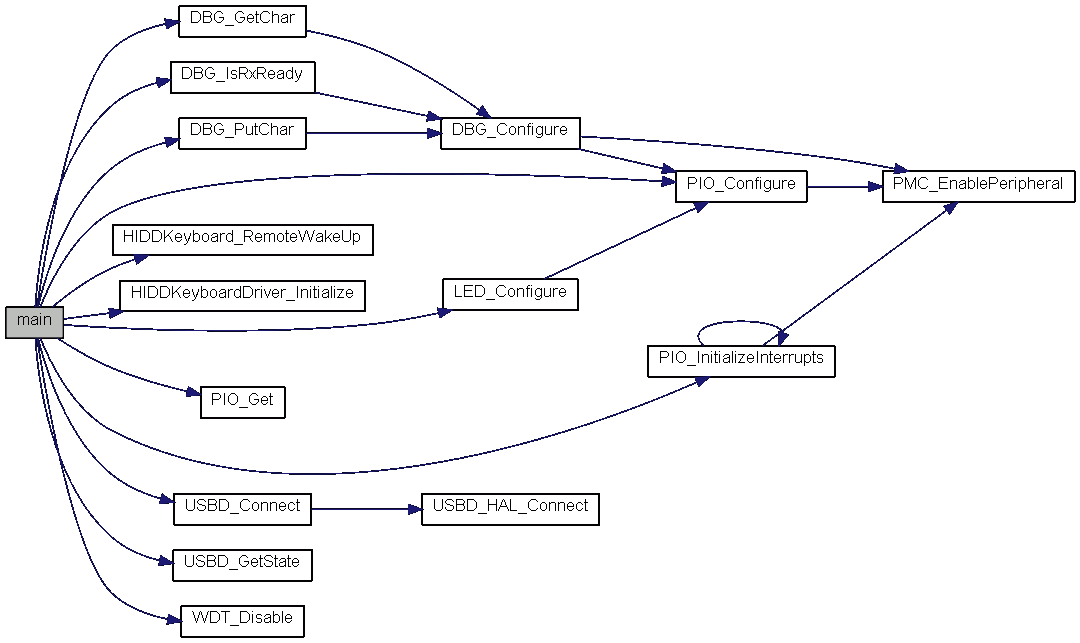 DBG_GetChar
DBG_IsRxReady
DBG_PutChar
DBG_Configure
PIO_Configure
PMC_EnablePeripheral
HIDDKeyboard_RemoteWakeUp
HIDDKeyboardDriver_Initialize
LED_Configure
main
PIO_InitializeInterrupts
PIO_Get
USBD_Connect
USBD_HAL_Connect
USBD_GetState
WDT_Disable